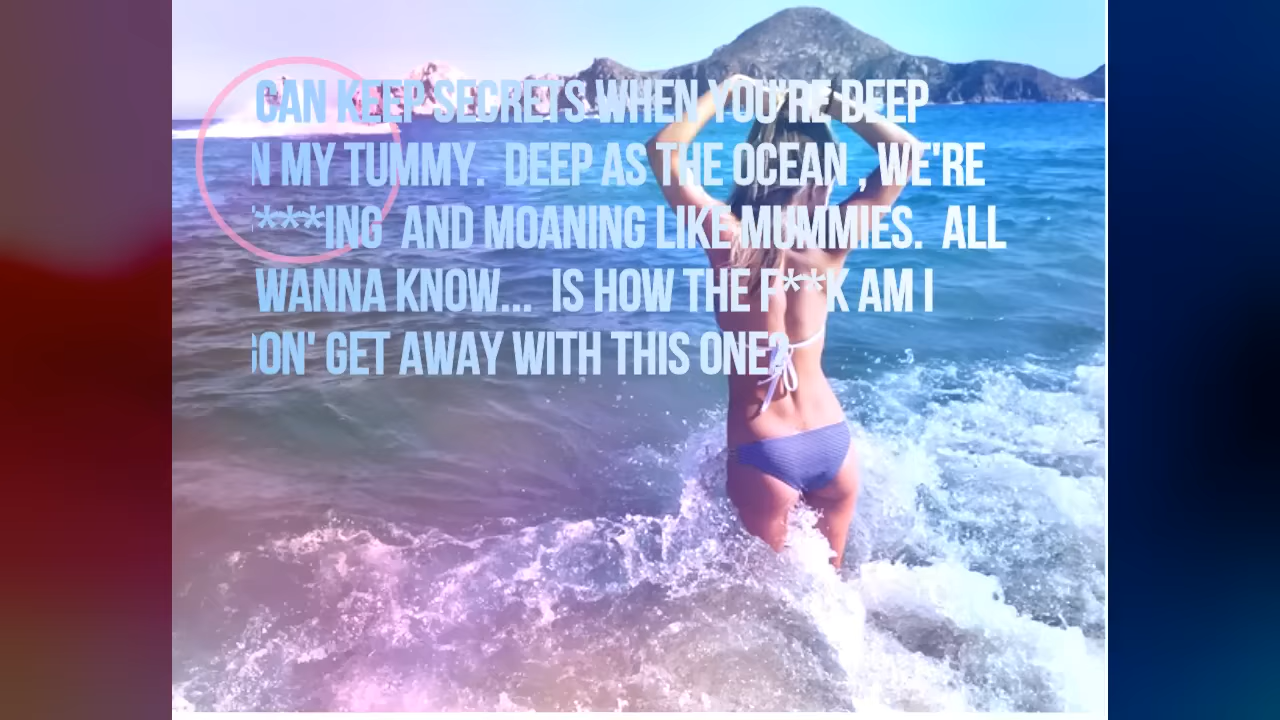 CAN KEEP SECRETS WHEN YOU'RE DEEP
N MY TUMMY. DEEP AS THE OCEAN , WE'RE
***ING AND MOANING LIKE MUMMIES. ALL
WANNA KNOW... IS HOW THE F**K AM I
ON' GET AWAY WITH THIS ONE?